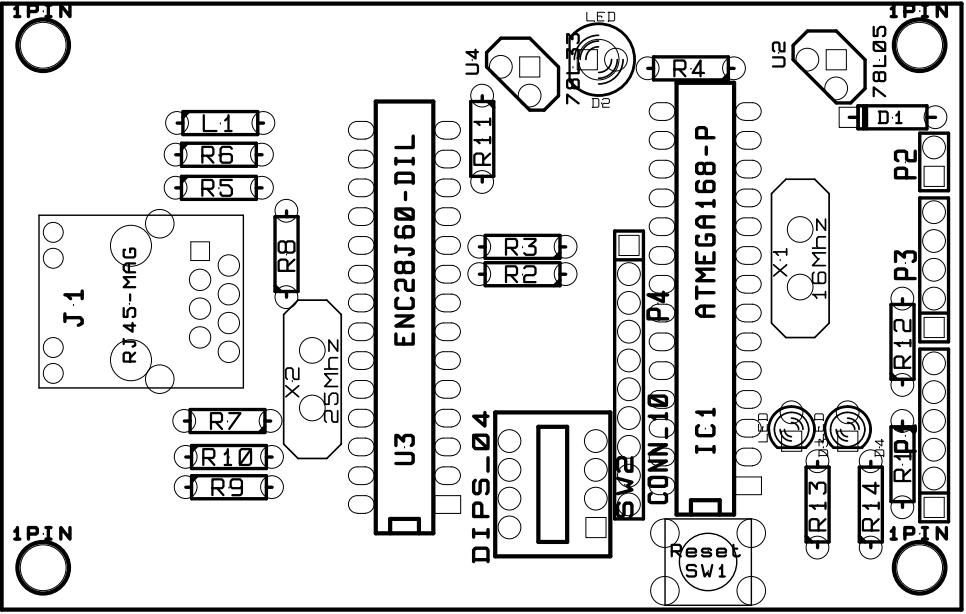 1PIN
1PIN
LED
U4
78L33
D2
R4
U2
78L05
D1
L1
R6
R5
R11
P2
ENC28J60-DIL
U3
ATMEGA168-P
IC1
R8
R3
R2
J1
RJ45-MAG
X1
16Mhz
P3
P4
CONN_10
R12
X2
25Mhz
R7
R10
R9
DIPS_04
SW2
LED
D3
LED
D4
P1
R13
R14
1PIN
1PIN
Reset
SW1